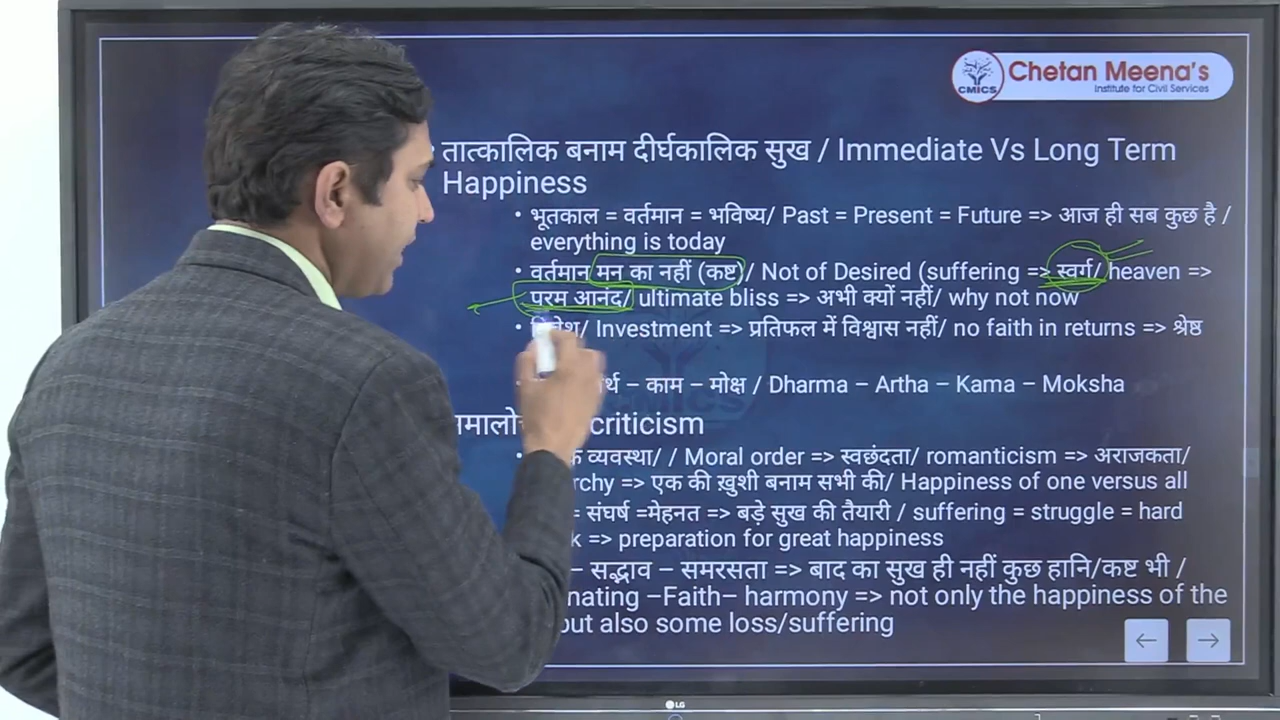 Chetan Meena's
Institute for Civil Services
CMICS
तात्कालिक बनाम दीर्घकालिक सुख / Immediate Vs Long Term
Happiness
• भूतकाल = वर्तमान = भविष्य/ Past = Present = Future => आज ही सब कुछ है /
everything is today
• वर्तमान मन का नहीं (कष्ट)/ Not of Desired (suffering => स्वर्ग/ heaven =>
परम आनंद/ ultimate bliss => अभी क्यों नहीं/ why not now
• / Investment => प्रतिफल में विश्वास नहीं/ no faith in returns => श्रेष्ठ
– काम – मोक्ष / Dharma – Artha – Kama – Moksha
CMICS
criticism
व्यवस्था/ / Moral order => स्वछंदता/ romanticism => अराजकता/
=> एक की ख़ुशी बनाम सभी की/ Happiness of one versus all
= संघर्ष =मेहनत => बड़े सुख की तैयारी / suffering = struggle = hard
=> preparation for great happiness
– सद्भाव – समरसता => बाद का सुख ही नहीं कुछ हानि/कष्ट भी /
–Faith– harmony => not only the happiness of the
but also some loss/suffering
LG